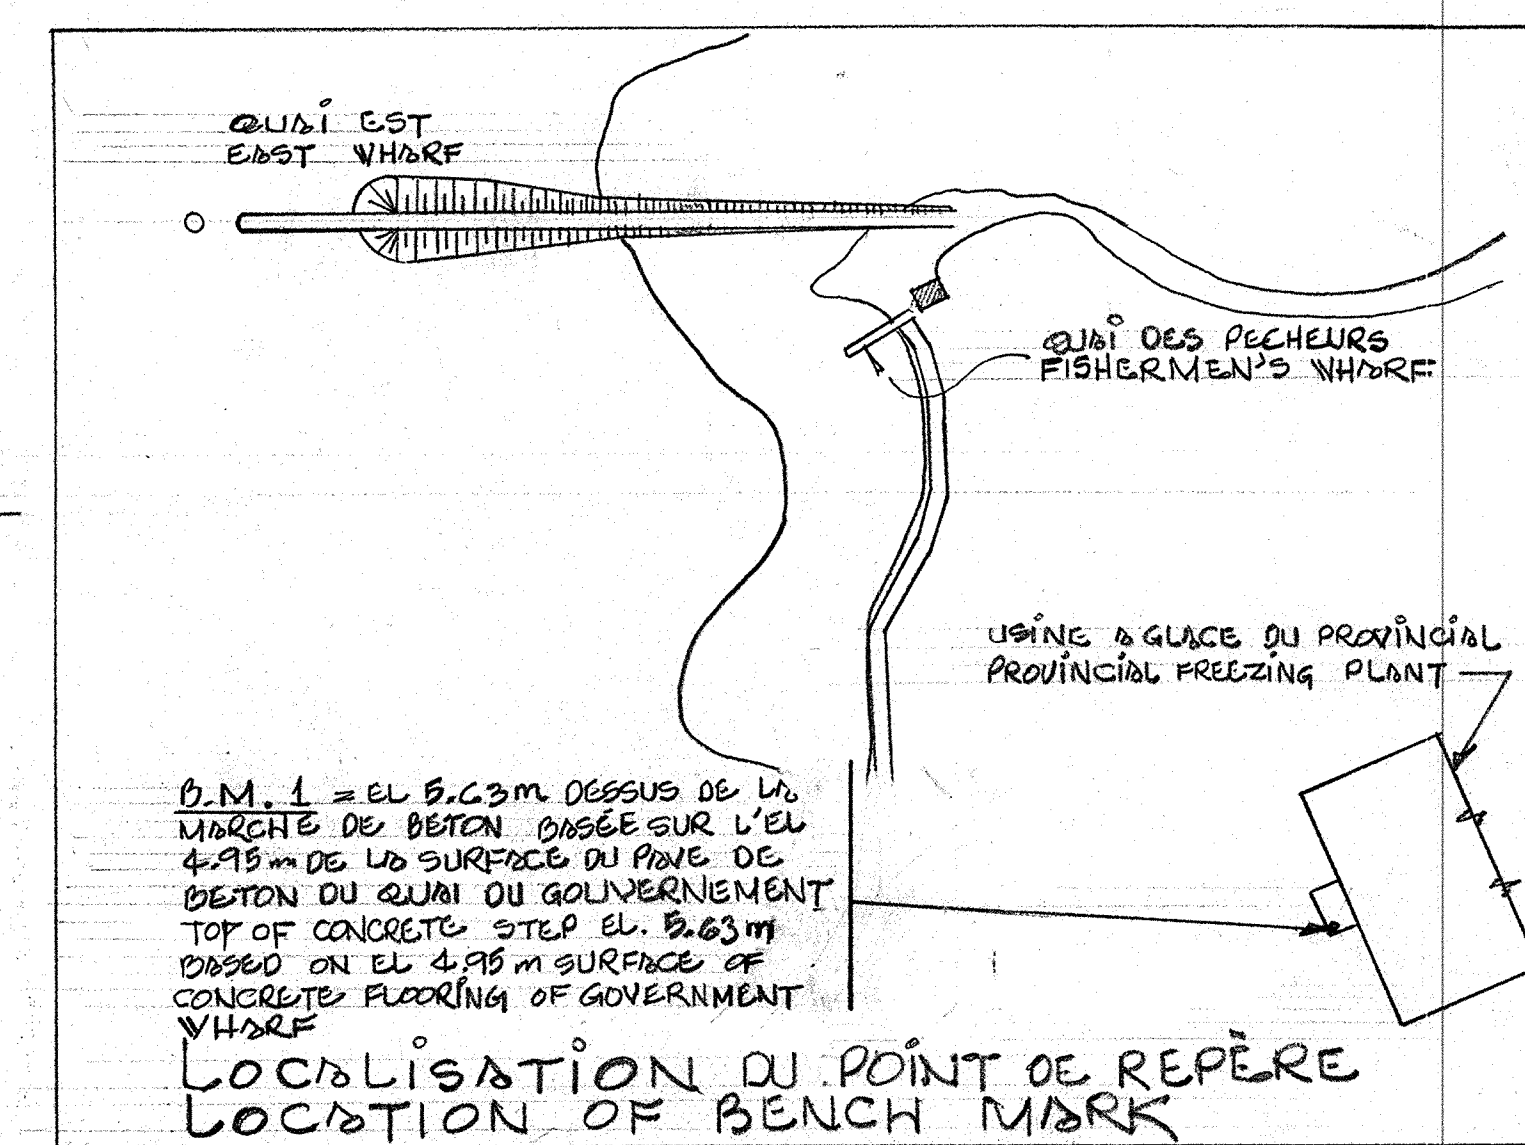 QUAI EST
EAST WHARF
QUAI DES PECHEURS
FISHERMEN'S WHARF
USINE A GLACE DU PROVINCIAL
PROVINCIAL FREEZING PLANT
B.M. 1 = EL 5.63m DESSUS DE LA
MARCHE DE BETON BASÉE SUR L'EL
4.95 m DE LA SURFACE DU PAVE DE
BETON DU QUAI DU GOUVERNEMENT
TOP OF CONCRETE STEP EL. 5.63 m
BASED ON EL 4.95 m SURFACE OF
CONCRETE FLOORING OF GOVERNMENT
WHARF
LOCALISATION DU POINT DE REPÈRE
LOCATION OF BENCH MARK